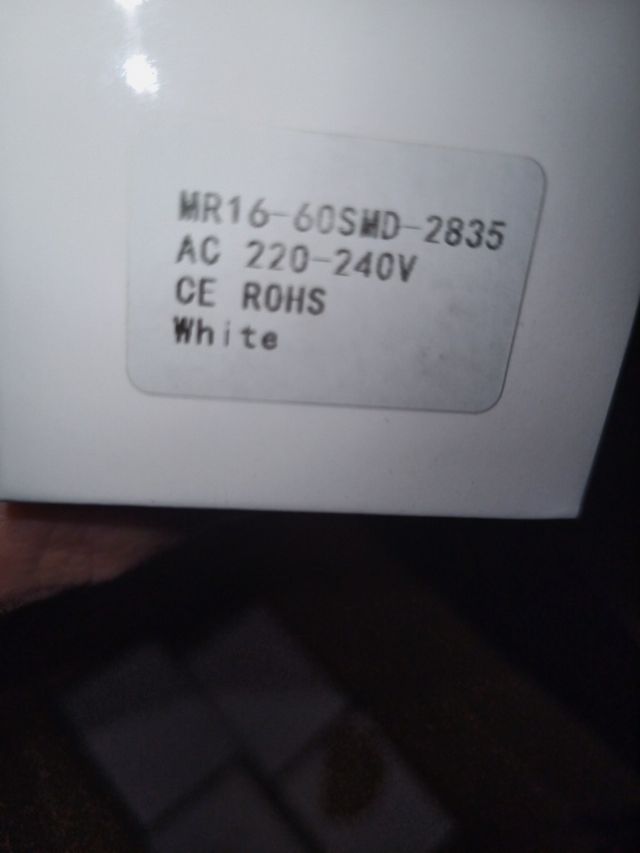 MR16-60SMD-2835
AC 220-240V
CE ROHS
White